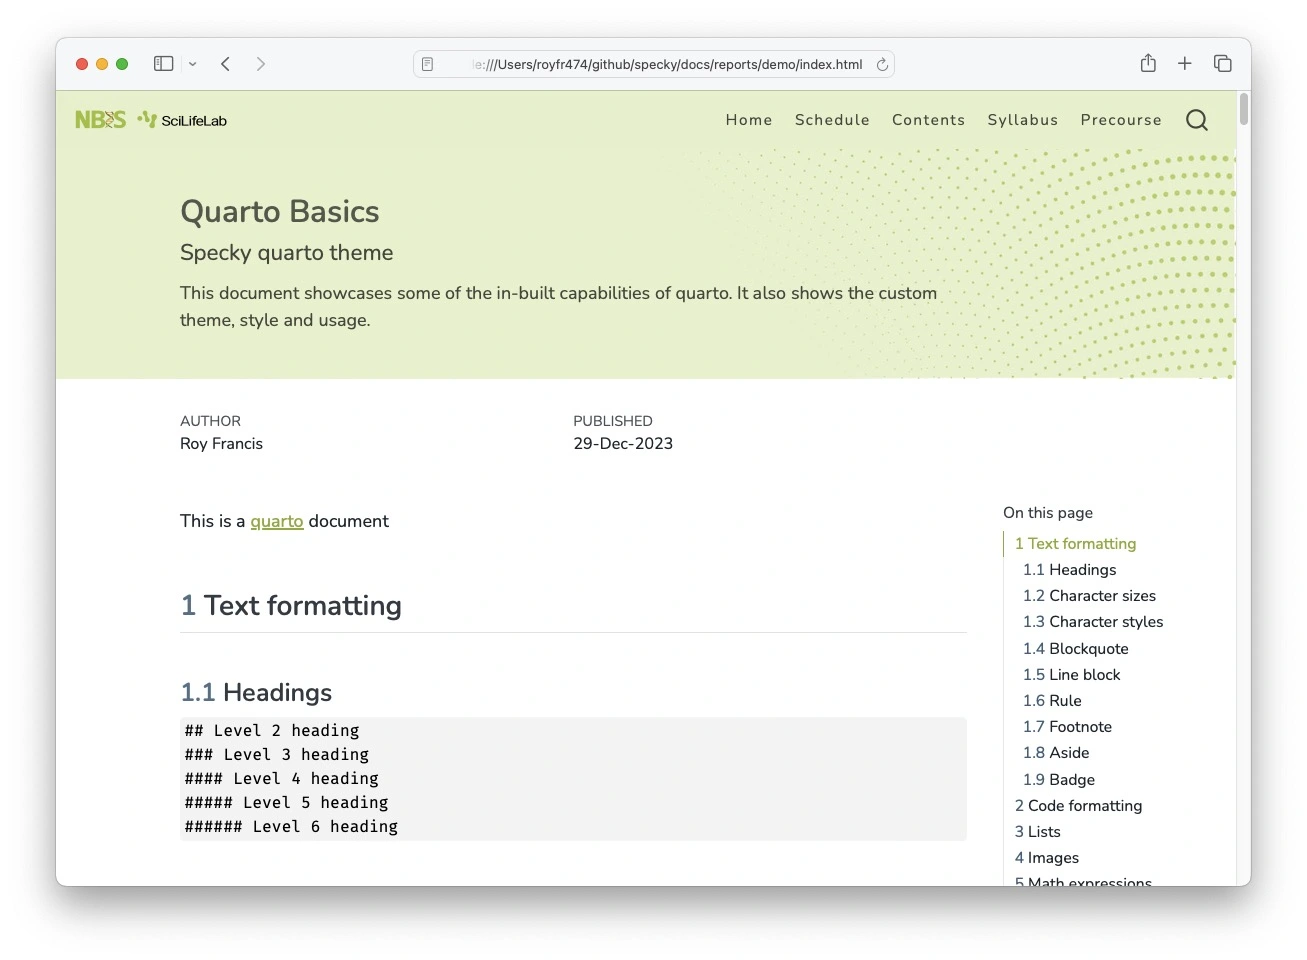 e:///Users/royfr474/github/specky/docs/reports/demo/index.html
NBIS SciLifeLab
Home Schedule Contents Syllabus Precourse
Quarto Basics
Specky quarto theme
This document showcases some of the in-built capabilities of quarto. It also shows the custom
theme, style and usage.
AUTHOR
Roy Francis
PUBLISHED
29-Dec-2023
This is a quarto document
1 Text formatting
1.1 Headings
## Level 2 heading
### Level 3 heading
#### Level 4 heading
##### Level 5 heading
###### Level 6 heading
On this page
1 Text formatting
1.1 Headings
1.2 Character sizes
1.3 Character styles
1.4 Blockquote
1.5 Line block
1.6 Rule
1.7 Footnote
1.8 Aside
1.9 Badge
2 Code formatting
3 Lists
4 Images
5 Math expressions